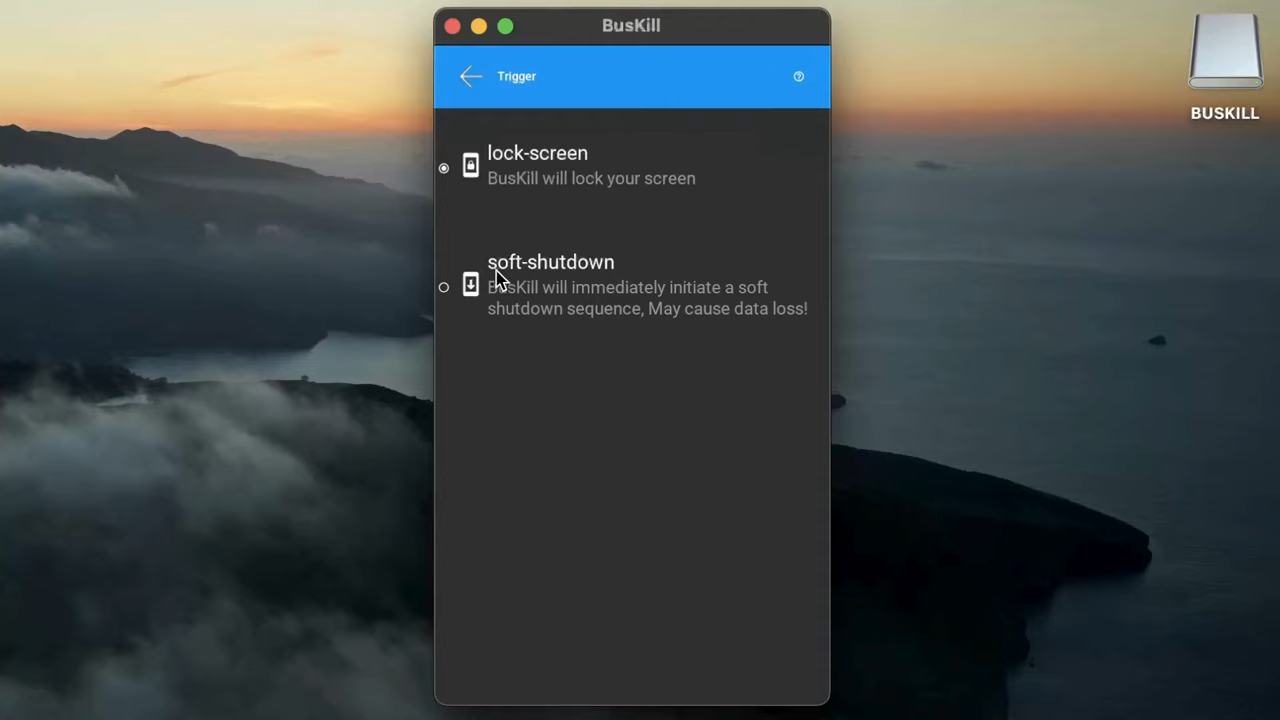 BusKill
Trigger
lock-screen
BusKill will lock your screen
soft-shutdown
BusKill will immediately initiate a soft
shutdown sequence, May cause data loss!
BUSKILL